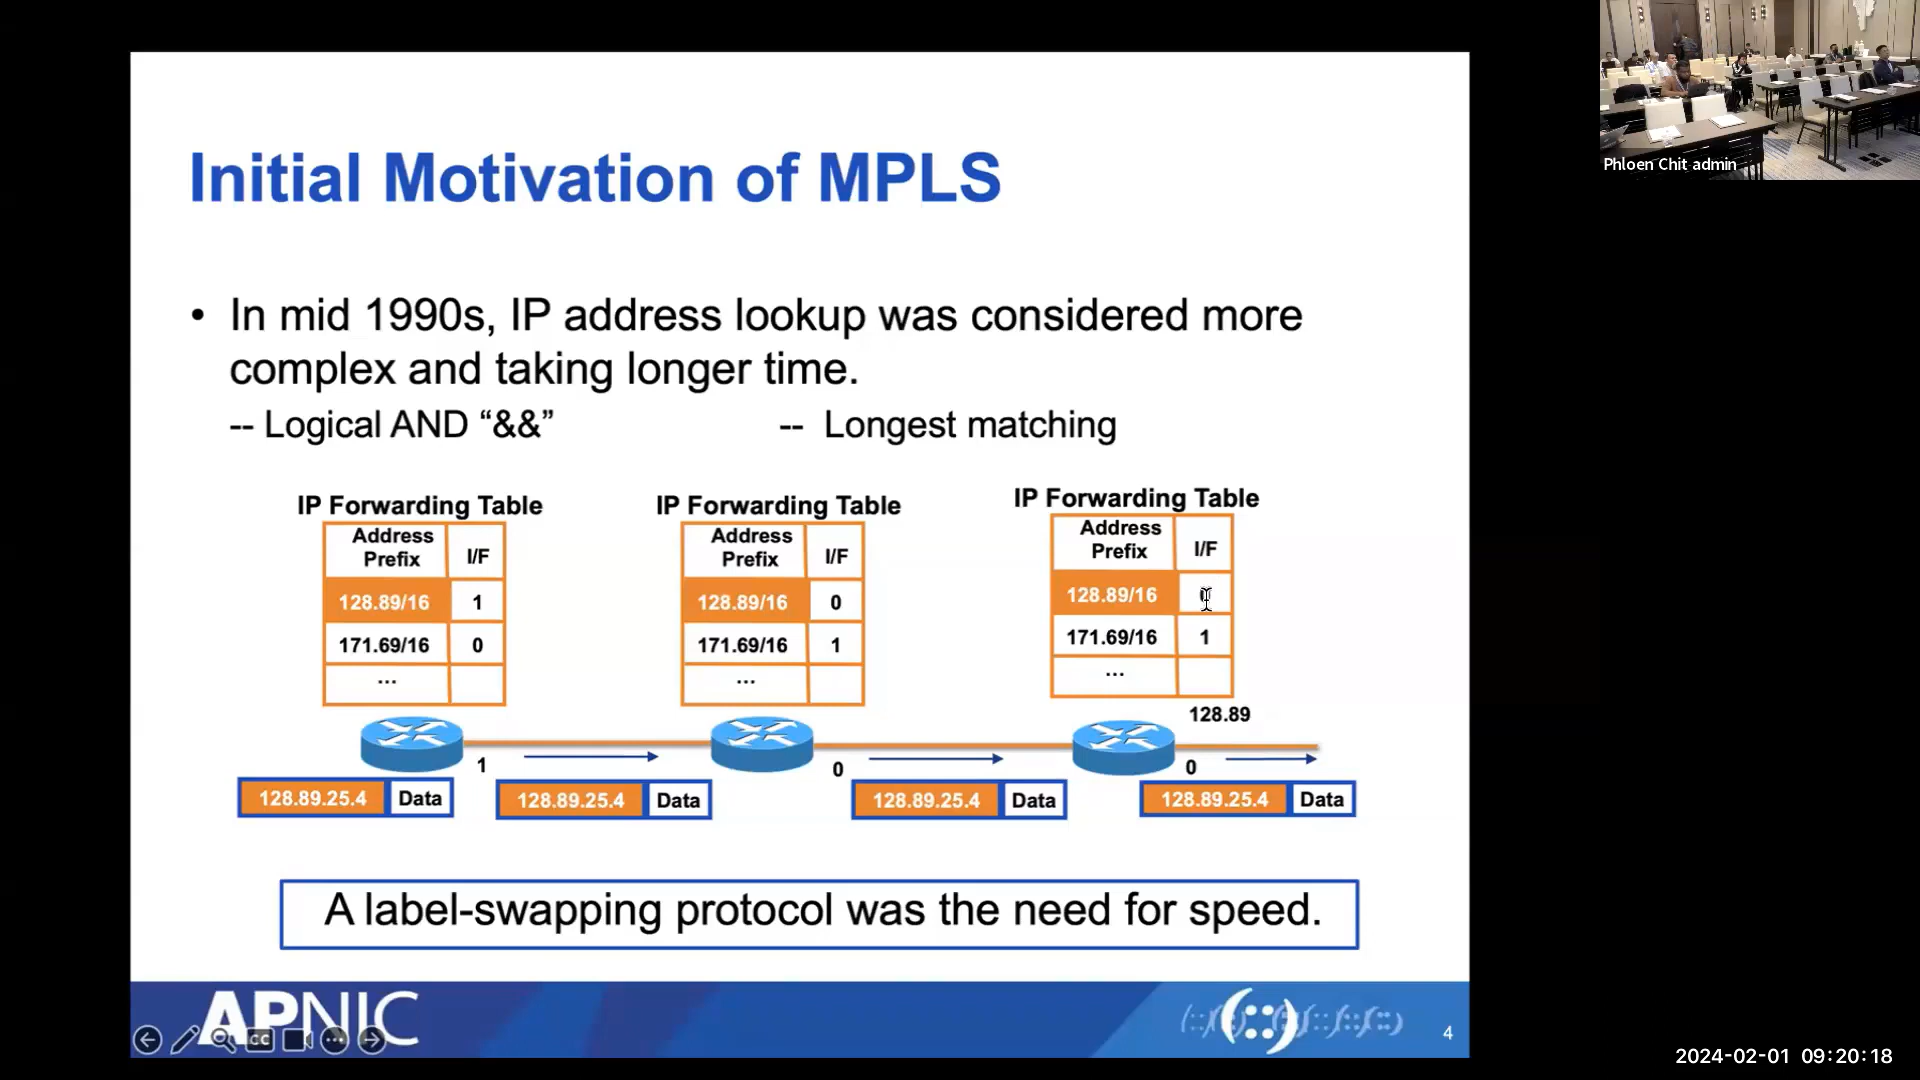 Phloen Chit admin
Initial Motivation of MPLS
• In mid 1990s, IP address lookup was considered more
complex and taking longer time.
-- Logical AND “&&”
-- Longest matching
IP Forwarding Table
Address Prefix I/F
128.89/16 1
171.69/16 0
...
IP Forwarding Table
Address Prefix I/F
128.89/16 0
171.69/16 1
...
IP Forwarding Table
Address Prefix I/F
128.89/16 0
171.69/16 1
...
128.89
1
0
0
128.89.25.4 Data
128.89.25.4 Data
128.89.25.4 Data
128.89.25.4 Data
A label-swapping protocol was the need for speed.
APNIC
CC
(::)
4
2024-02-01 09:20:18